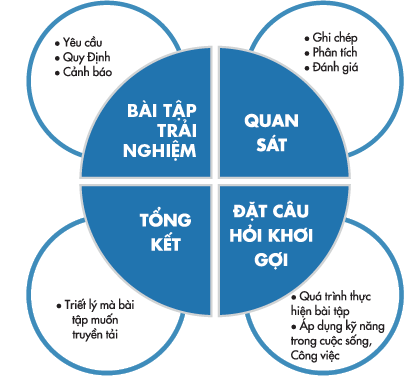 • Yêu cầu
• Quy Định
• Cảnh báo
• Ghi chép
• Phân tích
• Đánh giá
BÀI TẬP
TRẢI
NGHIỆM
QUAN
SÁT
TỔNG
KẾT
ĐẶT CÂU
HỎI KHƠI
GỢI
• Triết lý mà bài
tập muốn
truyền tải
• Quá trình thực
hiện bài tập
• Áp dụng kỹ năng
trong cuộc sống,
Công việc